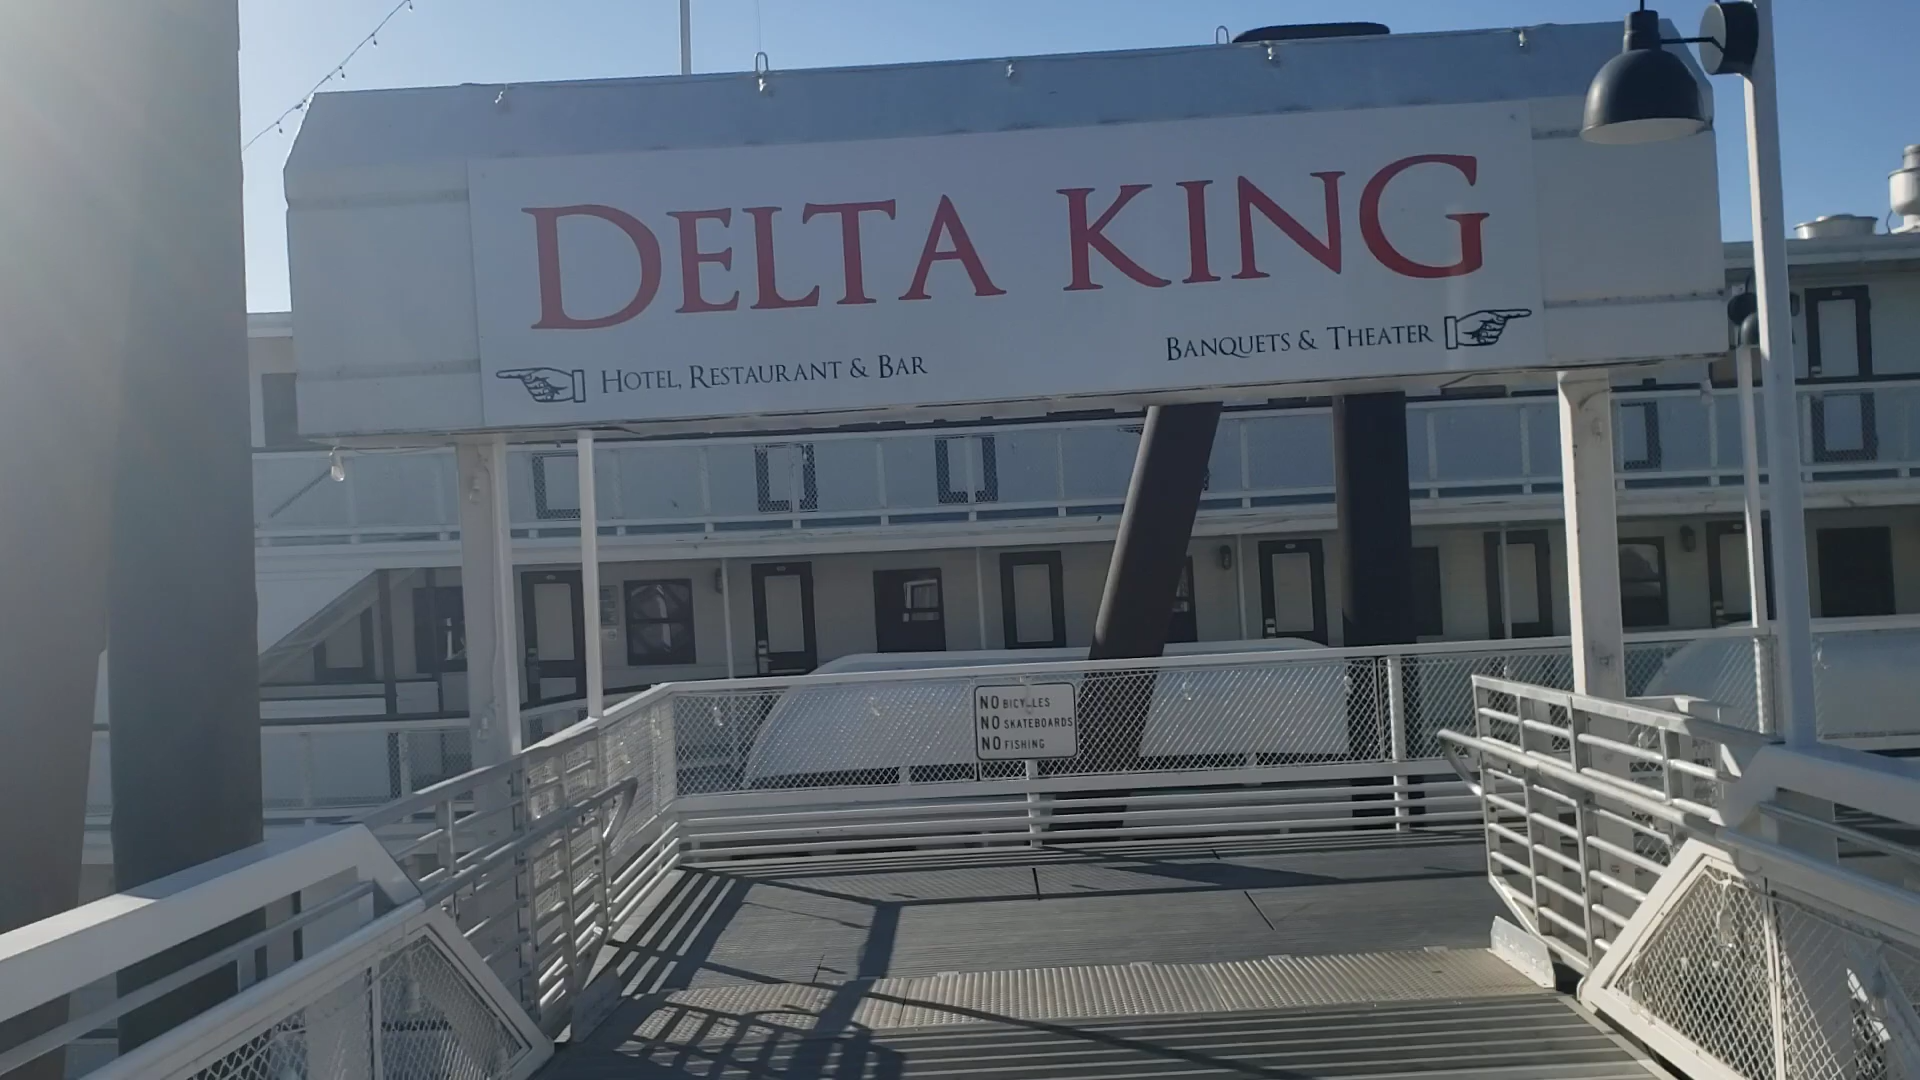 DELTA KING
HOTEL, RESTAURANT & BAR
BANQUETS & THEATER
NO BICYCLES
NO SKATEBOARDS
NO FISHING